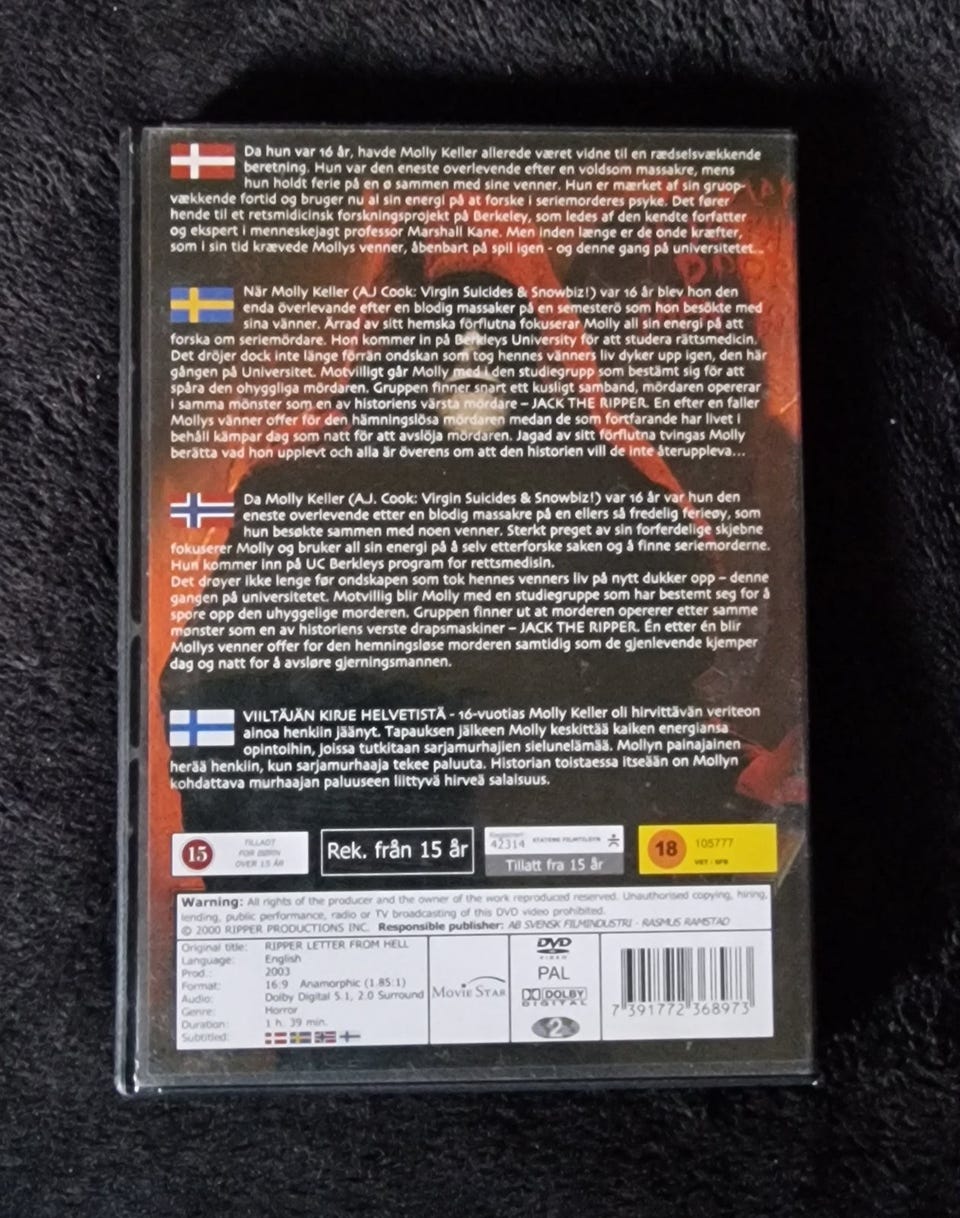 Da hun var 16 år, havde Molly Keller allerede været vidne til en rædselsvækkende
beretning. Hun var den eneste overlevende efter en voldsom massakre, mens
hun holdt ferie på en ø sammen med sine venner. Hun er mærket af sin gruop-
vækkende fortid og bruger nu al sin energi på at forske i seriemorderes psyke. Det fører
hende til et retsmidicinsk forskningsprojekt på Berkeley, som ledes af den kendte forfatter
og ekspert i menneskejagt professor Marshall Kane. Men inden længe er de onde kræfter,
som i sin tid krævede Mollys venner, åbenbart på spil igen - og denne gang på universitetet...
När Molly Keller (AJ Cook: Virgin Suicides & Snowbiz!) var 16 år blev hon den
enda överlevande efter en blodig massaker på en semesterö som hon besökte med
sina vänner. Ärrad av sitt hemska förflutna fokuserar Molly all sin energi på att
forska om seriemördare. Hon kommer in på Berkleys University för att studera rättsmedicin.
Det dröjer dock inte länge förrän ondskan som tog hennes vänners liv dyker upp igen, den här
gången på Universitet. Motvilligt går Molly med i den studiegrupp som bestämt sig för att
spåra den ohyggliga mördaren. Gruppen finner snart ett kusligt samband, mördaren opererar
i samma mönster som en av historiens värsta mördare – JACK THE RIPPER. En efter en faller
Mollys vänner offer för den hämningslösa mördaren medan de som fortfarande har livet i
behåll kämpar dag som natt för att avslöja mördaren. Jagad av sitt förflutna tvingas Molly
berätta vad hon upplevt och alla är överens om att den historien vill de inte återuppleva...
Da Molly Keller (A.J. Cook: Virgin Suicides & Snowbiz!) var 16 år var hun den
eneste overlevende etter en blodig massakre på en ellers så fredelig ferieøy, som
hun besøkte sammen med noen venner. Sterkt preget av sin forferdelige skjebne
fokuserer Molly og bruker all sin energi på å selv etterforske saken og å finne seriemorderne.
Hun kommer inn på UC Berkleys program for rettsmedisin.
Det drøyer ikke lenge før ondskapen som tok hennes venners liv på nytt dukker opp – denne
gangen på universitetet. Motvillig blir Molly med en studiegruppe som har bestemt seg for å
spore opp den uhyggelige morderen. Gruppen finner ut at morderen opererer etter samme
mønster som en av historiens verste drapsmaskiner – JACK THE RIPPER. Én etter én blir
Mollys venner offer for den hemningsløse morderen samtidig som de gjenlevende kjemper
dag og natt for å avsløre gjerningsmannen.
VIILTÄJÄN KIRJE HELVETISTÄ - 16-vuotias Molly Keller oli hirvittävän veriteon
ainoa henkiin jäänyt. Tapauksen jälkeen Molly keskittää kaiken energiansa
opintoihin, joissa tutkitaan sarjamurhajien sielunelämää. Mollyn painajainen
herää henkiin, kun sarjamurhaaja tekee paluuta. Historian toistaessa itseään on Mollyn
kohdattava murhaajan paluuseen liittyvä hirveä salaisuus.
15 TILLADT
FOR BØRN
OVER 15 ÅR
Rek. från 15 år
42314 STATENS FILMTILSYN
Tillatt fra 15 år
18 105777
VET / SFB
Warning: All rights of the producer and the owner of the work reproduced reserved. Unauthorised copying, hiring,
lending, public performance, radio or TV broadcasting of this DVD video prohibited.
© 2000 RIPPER PRODUCTIONS INC. Responsible publisher: AB SVENSK FILMINDUSTRI - RASMUS RAMSTAD
Original title: RIPPER LETTER FROM HELL
Language: English
Prod.: 2003
Format: 16:9 Anamorphic (1.85:1)
Audio: Dolby Digital 5.1, 2.0 Surround
Genre: Horror
Duration: 1 h. 39 min.
Subtitled:
MOVIE STAR
DVD
VIDEO
PAL
DOLBY
DIGITAL
2
7 391772 368973